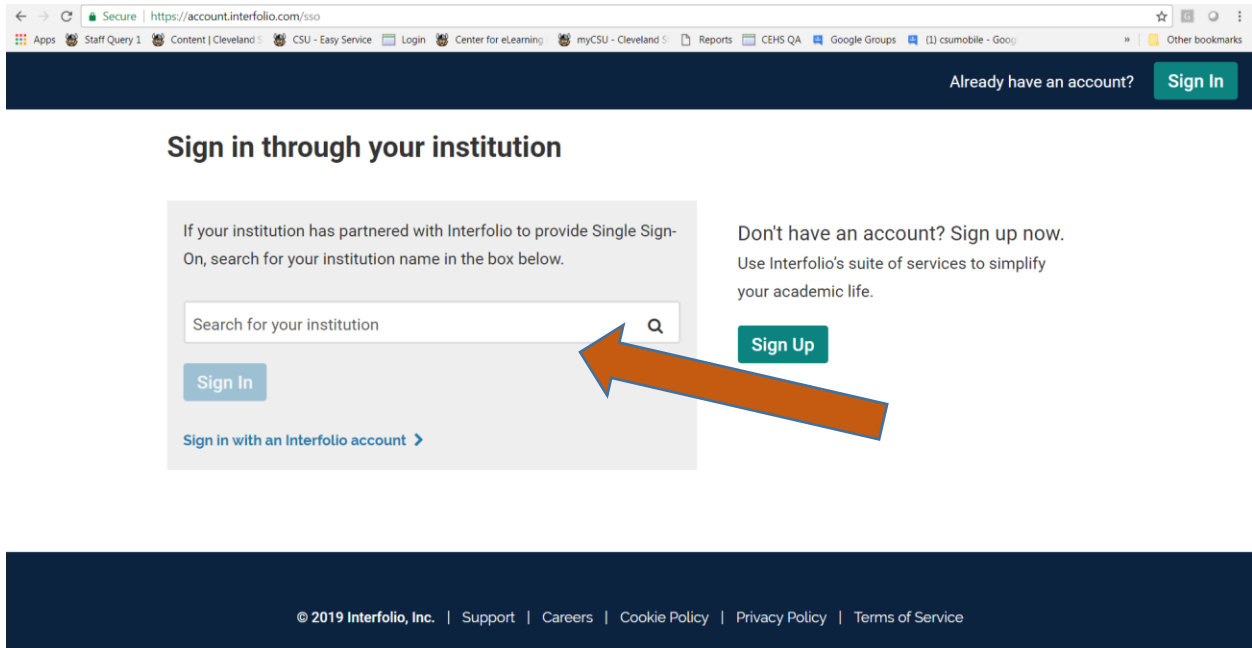 Secure | https://account.interfolio.com/sso
Apps Staff Query 1 Content | Cleveland S CSU - Easy Service Login Center for eLearning myCSU - Cleveland S Reports CEHS QA Google Groups (1) csumobile - Goog » Other bookmarks
Already have an account? Sign In
Sign in through your institution
If your institution has partnered with Interfolio to provide Single Sign-
On, search for your institution name in the box below.
Search for your institution
Sign In
Sign in with an Interfolio account
Don't have an account? Sign up now.
Use Interfolio's suite of services to simplify
your academic life.
Sign Up
© 2019 Interfolio, Inc. | Support | Careers | Cookie Policy | Privacy Policy | Terms of Service